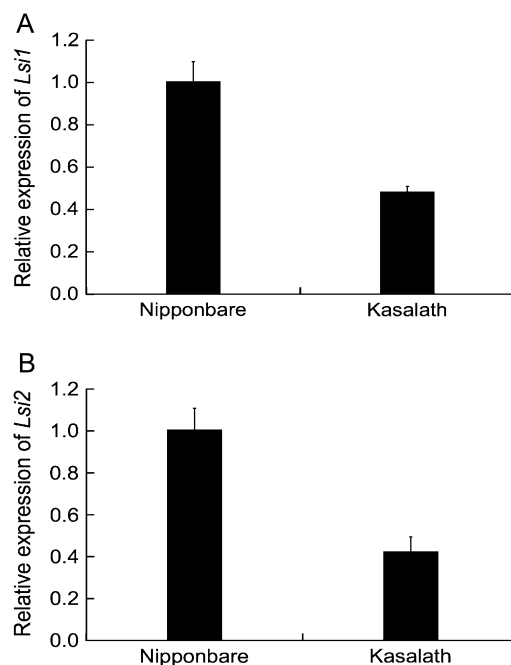 A
Relative expression of Lsi1
1.2
1.0
0.8
0.6
0.4
0.2
0.0
Nipponbare
Kasalath
B
Relative expression of Lsi2
1.2
1.0
0.8
0.6
0.4
0.2
0.0
Nipponbare
Kasalath